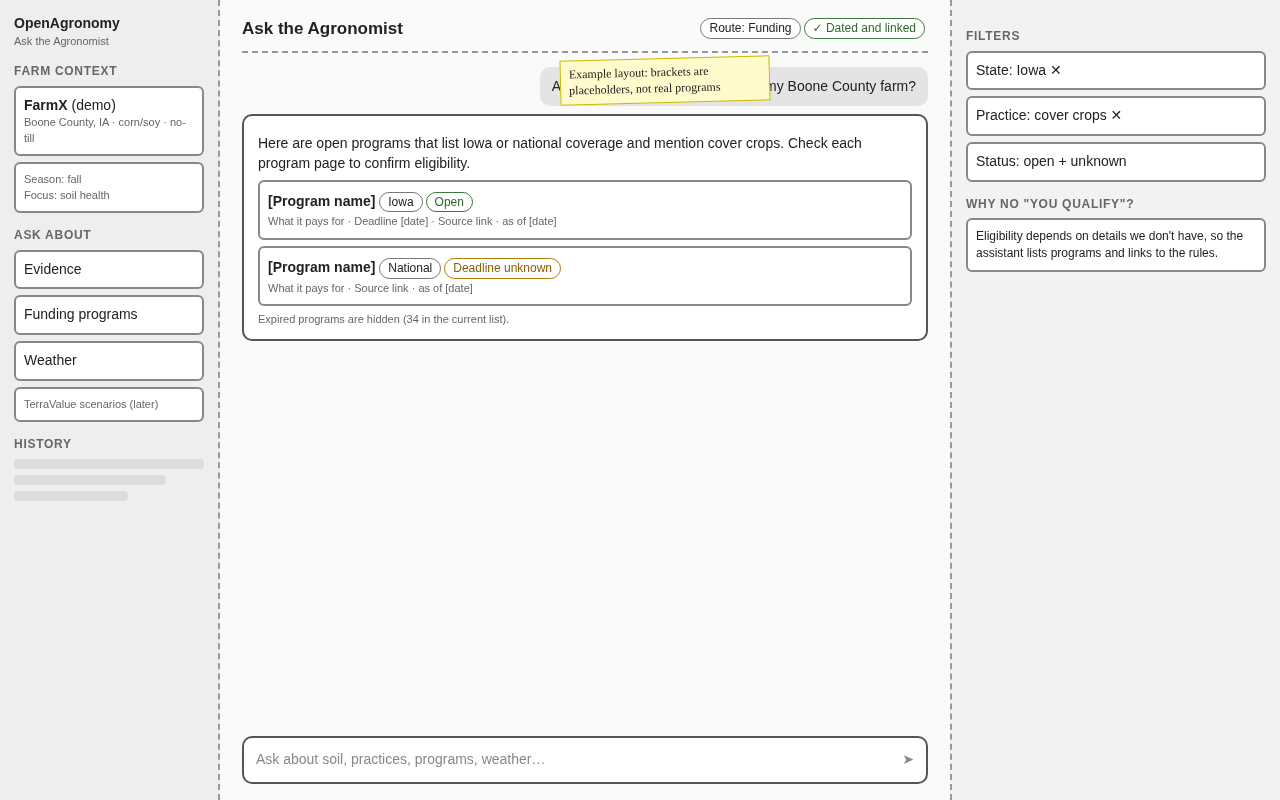 OpenAgronomy
Ask the Agronomist
FARM CONTEXT
FarmX (demo)
Boone County, IA · corn/soy · no-
till
Season: fall
Focus: soil health
ASK ABOUT
Evidence
Funding programs
Weather
TerraValue scenarios (later)
HISTORY
Ask the Agronomist
Route: Funding
✓ Dated and linked
Example layout: brackets are
placeholders, not real programs
my Boone County farm?
Here are open programs that list Iowa or national coverage and mention cover crops. Check each
program page to confirm eligibility.
[Program name] Iowa Open
What it pays for · Deadline [date] · Source link · as of [date]
[Program name] National Deadline unknown
What it pays for · Source link · as of [date]
Expired programs are hidden (34 in the current list).
Ask about soil, practices, programs, weather… ➤
FILTERS
State: Iowa ✕
Practice: cover crops ✕
Status: open + unknown
WHY NO "YOU QUALIFY"?
Eligibility depends on details we don't have, so the
assistant lists programs and links to the rules.